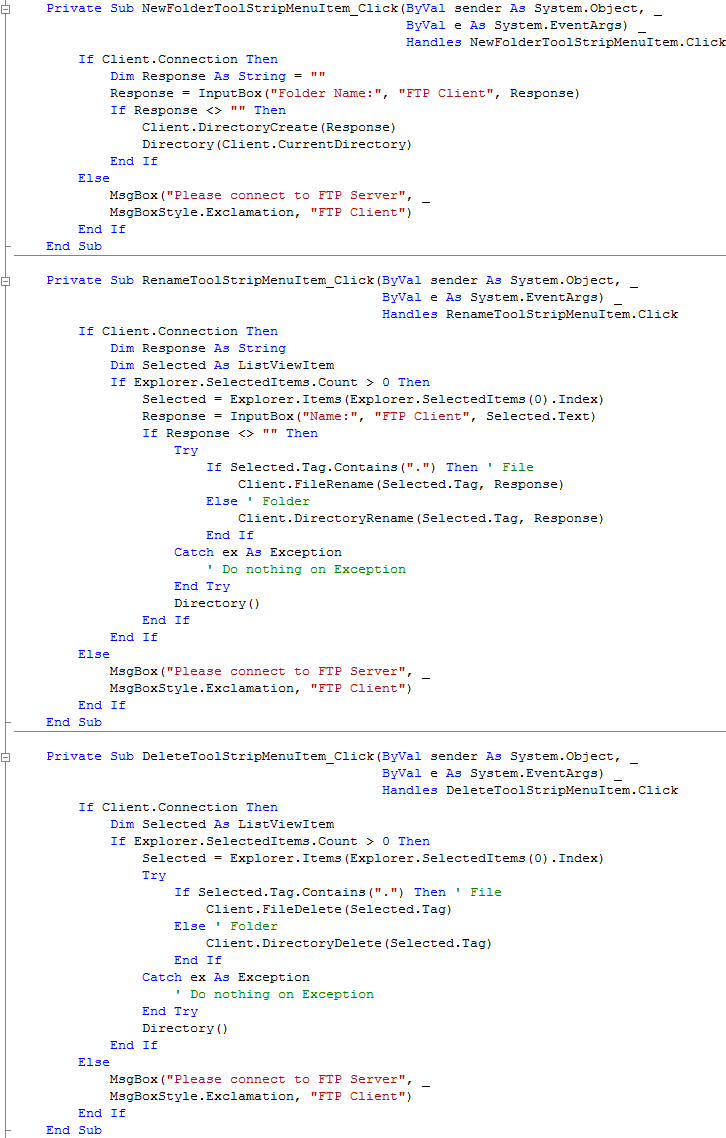 Private Sub NewFolderToolStripMenuItem_Click(ByVal sender As System.Object, _
ByVal e As System.EventArgs) _
Handles NewFolderToolStripMenuItem.Click
If Client.Connection Then
Dim Response As String = ""
Response = InputBox("Folder Name:", "FTP Client", Response)
If Response <> "" Then
Client.DirectoryCreate(Response)
Directory(Client.CurrentDirectory)
End If
Else
MsgBox("Please connect to FTP Server", _
MsgBoxStyle.Exclamation, "FTP Client")
End If
End Sub
Private Sub RenameToolStripMenuItem_Click(ByVal sender As System.Object, _
ByVal e As System.EventArgs) _
Handles RenameToolStripMenuItem.Click
If Client.Connection Then
Dim Response As String
Dim Selected As ListViewItem
If Explorer.SelectedItems.Count > 0 Then
Selected = Explorer.Items(Explorer.SelectedItems(0).Index)
Response = InputBox("Name:", "FTP Client", Selected.Text)
If Response <> "" Then
Try
If Selected.Tag.Contains(".") Then ' File
Client.FileRename(Selected.Tag, Response)
Else ' Folder
Client.DirectoryRename(Selected.Tag, Response)
End If
Catch ex As Exception
' Do nothing on Exception
End Try
Directory()
End If
End If
Else
MsgBox("Please connect to FTP Server", _
MsgBoxStyle.Exclamation, "FTP Client")
End If
End Sub
Private Sub DeleteToolStripMenuItem_Click(ByVal sender As System.Object, _
ByVal e As System.EventArgs) _
Handles DeleteToolStripMenuItem.Click
If Client.Connection Then
Dim Selected As ListViewItem
If Explorer.SelectedItems.Count > 0 Then
Selected = Explorer.Items(Explorer.SelectedItems(0).Index)
Try
If Selected.Tag.Contains(".") Then ' File
Client.FileDelete(Selected.Tag)
Else ' Folder
Client.DirectoryDelete(Selected.Tag)
End If
Catch ex As Exception
' Do nothing on Exception
End Try
Directory()
End If
Else
MsgBox("Please connect to FTP Server", _
MsgBoxStyle.Exclamation, "FTP Client")
End If
End Sub